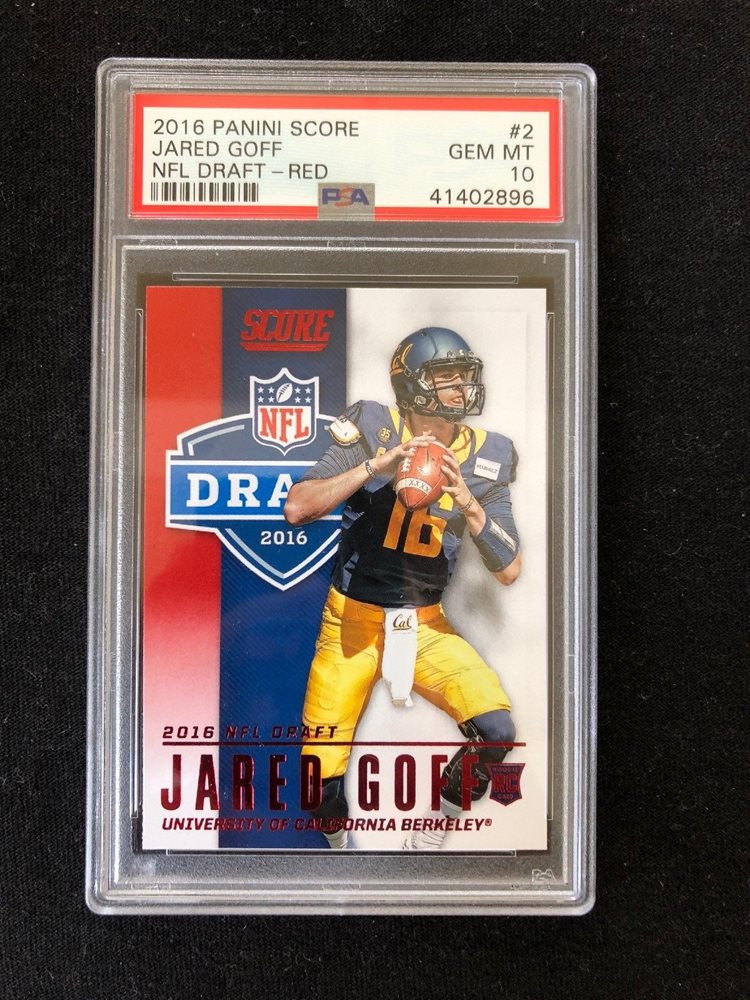 2016 PANINI SCORE #2
JARED GOFF GEM MT
NFL DRAFT – RED 10
PSA 41402896
SCORE
NFL
DRA
2016
16
Cal
2016 NFL DRAFT
JARED GOFF
RC
UNIVERSITY OF CALIFORNIA BERKELEY®